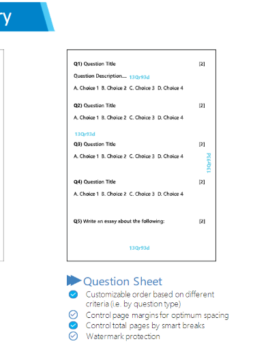 ry
Q1) Question Title [2]
Question Description...
A. Choice 1 B. Choice 2 C. Choice 3 D. Choice 4
Q2) Question Title [2]
A. Choice 1 B. Choice 2 C. Choice 3 D. Choice 4
Q3) Question Title [2]
A. Choice 1 B. Choice 2 C. Choice 3 D. Choice 4
Q4) Question Title [2]
A. Choice 1 B. Choice 2 C. Choice 3 D. Choice 4
Q5) Write an essay about the following: [2]
Question Sheet
Customizable order based on different
criteria (i.e. by question type)
Control page margins for optimum spacing
Control total pages by smart breaks
Watermark protection